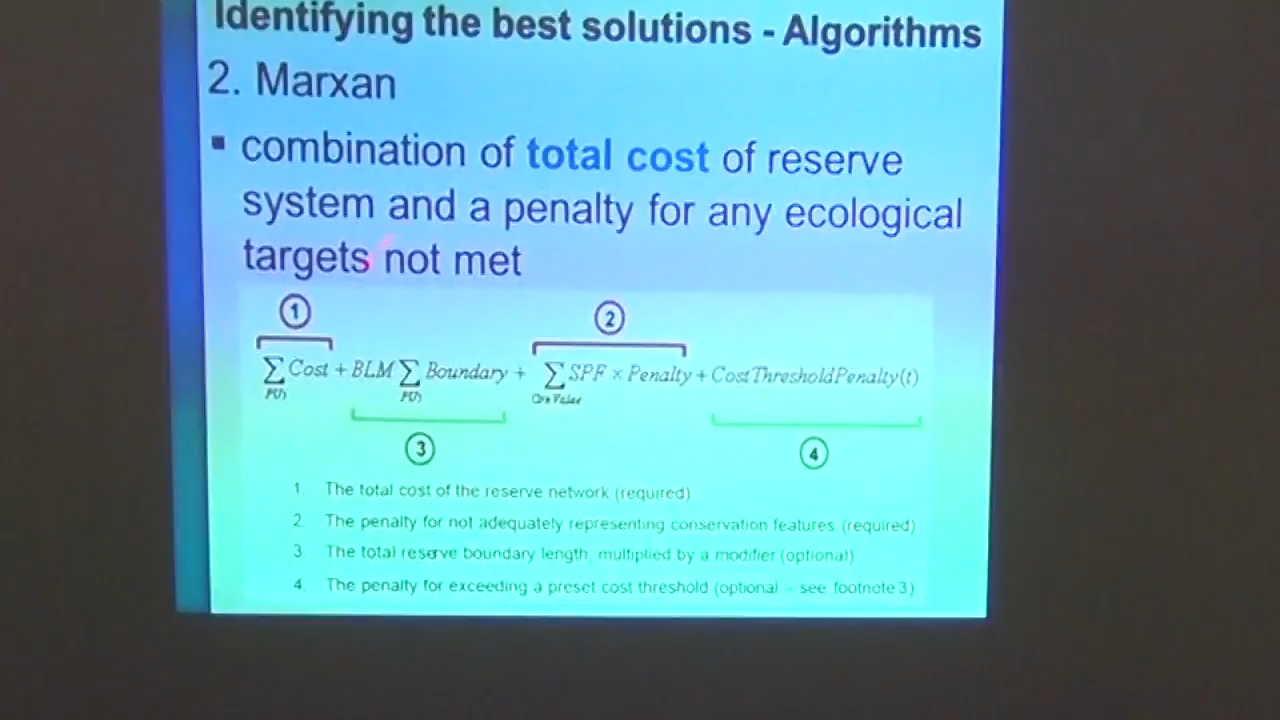 Identifying the best solutions - Algorithms
2. Marxan
▪ combination of total cost of reserve
system and a penalty for any ecological
targets not met
1 2
∑ Cost + BLM ∑ Boundary + ∑ SPF × Penalty + CostThresholdPenalty(t)
PUs PUs Con Value
3 4
1. The total cost of the reserve network (required)
2. The penalty for not adequately representing conservation features (required)
3. The total reserve boundary length, multiplied by a modifier (optional)
4. The penalty for exceeding a preset cost threshold (optional - see footnote 3)